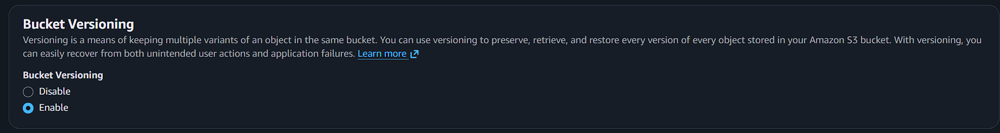 Bucket Versioning
Versioning is a means of keeping multiple variants of an object in the same bucket. You can use versioning to preserve, retrieve, and restore every version of every object stored in your Amazon S3 bucket. With versioning, you
can easily recover from both unintended user actions and application failures. Learn more
Bucket Versioning
Disable
Enable